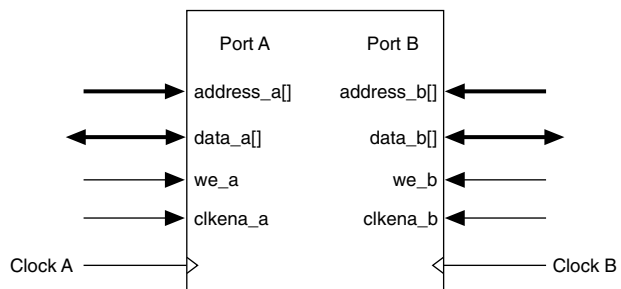 Port A Port B
address_a[] address_b[]
data_a[] data_b[]
we_a we_b
clkena_a clkena_b
Clock A Clock B